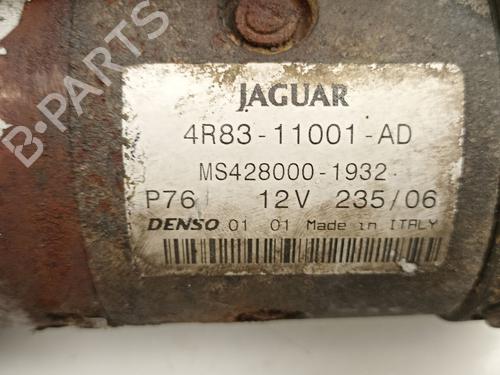 JAGUAR
4R83-11001-AD
MS428000-1932
P76 12V 235/06
DENSO 01 01 Made in ITALY
B-PARTS